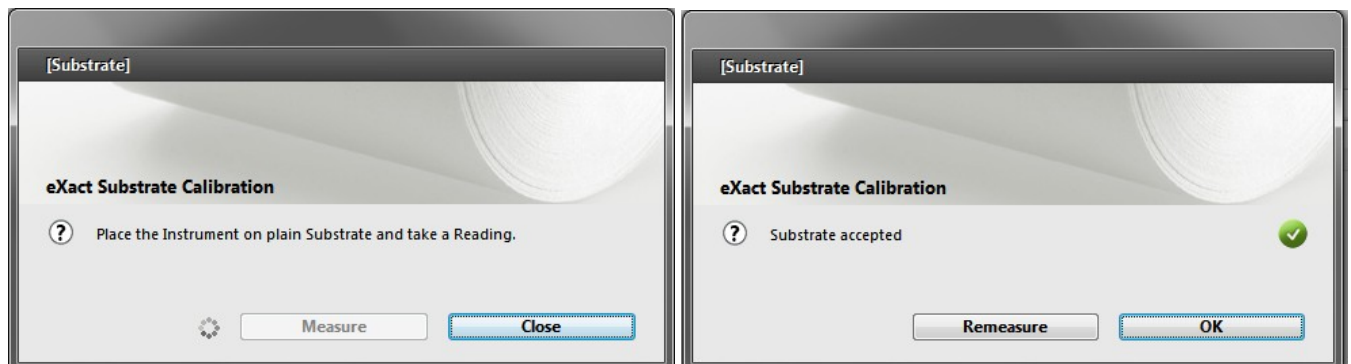 [Substrate]
eXact Substrate Calibration
Place the Instrument on plain Substrate and take a Reading.
Measure
Close
[Substrate]
eXact Substrate Calibration
Substrate accepted
Remeasure
OK